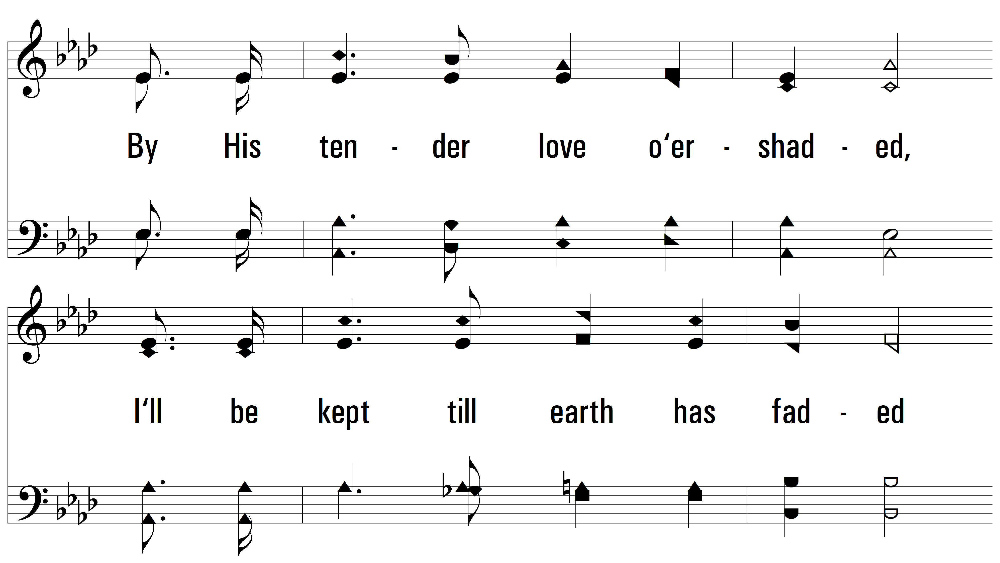 By His ten - der love o‘er - shad - ed,
I‘ll be kept till earth has fad - ed